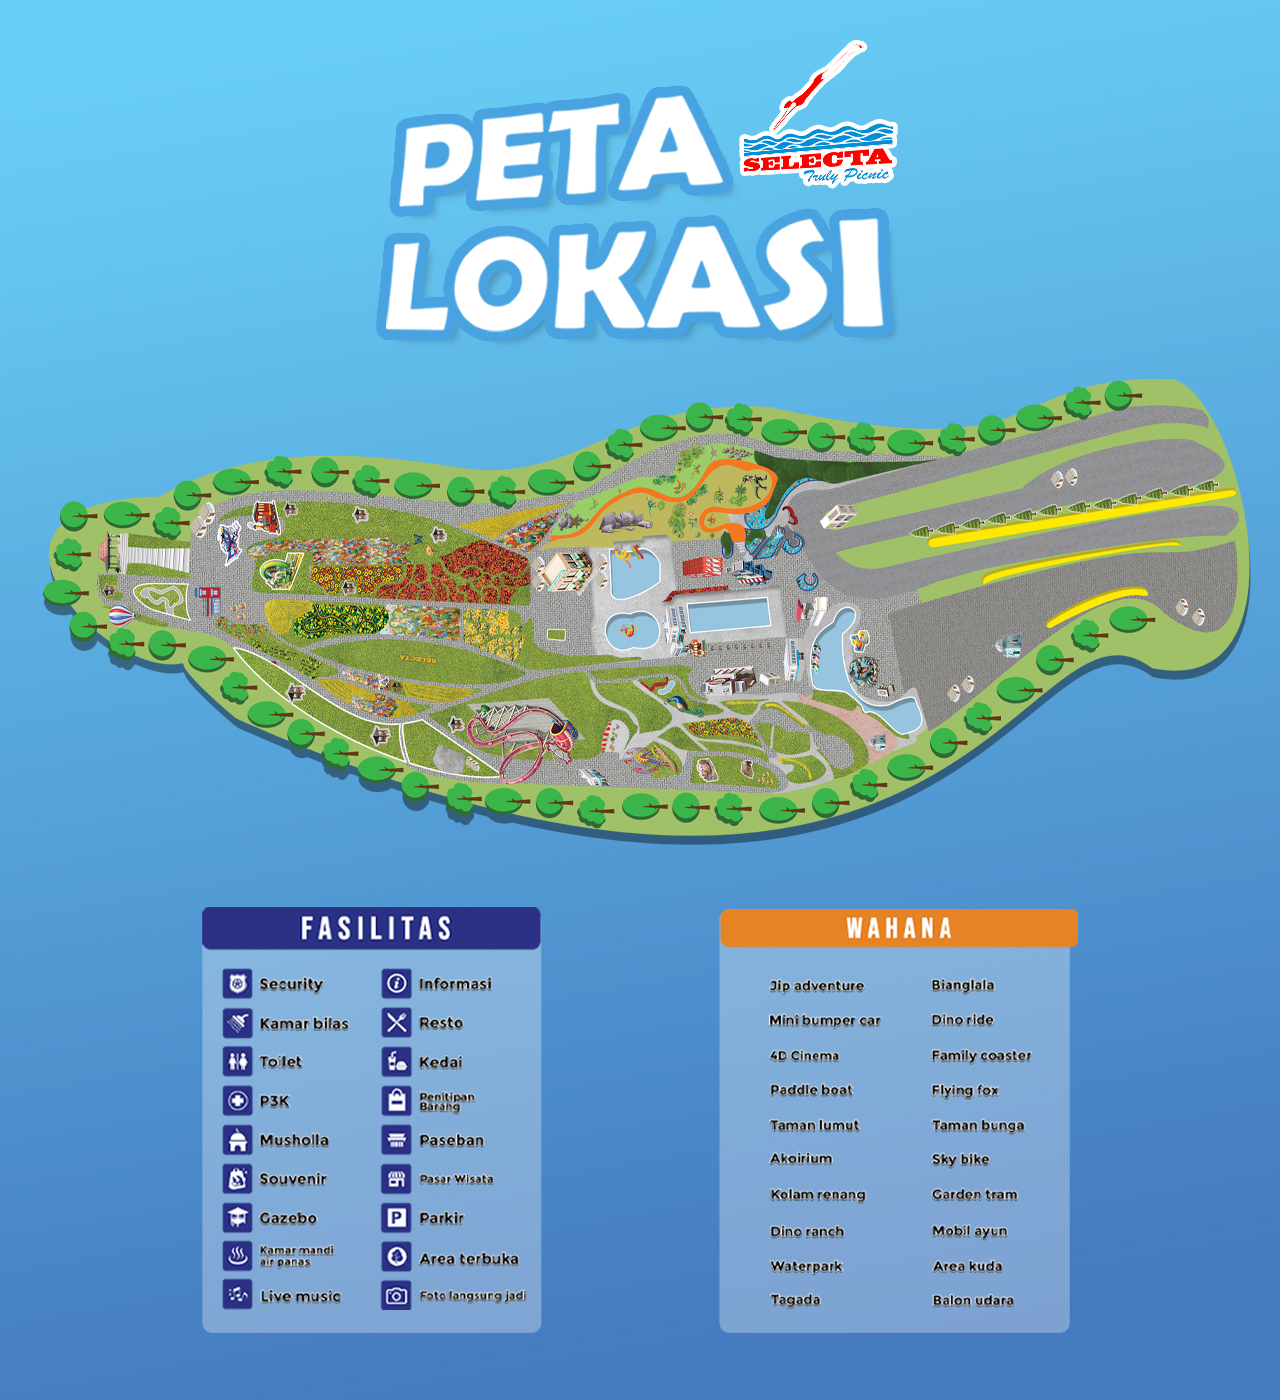 PETA
LOKASI
SELECTA
Truly Picnic
SELECTA
FASILITAS
Security
Informasi
Kamar bilas
Resto
Toilet
Kedai
P3K
Penitipan
Barang
Musholla
Paseban
Souvenir
Pasar Wisata
Gazebo
Parkir
Kamar mandi
air panas
Area terbuka
Live music
Foto langsung jadi
WAHANA
Jip adventure
Bianglala
Mini bumper car
Dino ride
4D Cinema
Family coaster
Paddle boat
Flying fox
Taman lumut
Taman bunga
Akoirium
Sky bike
Kolam renang
Garden tram
Dino ranch
Mobil ayun
Waterpark
Area kuda
Tagada
Balon udara